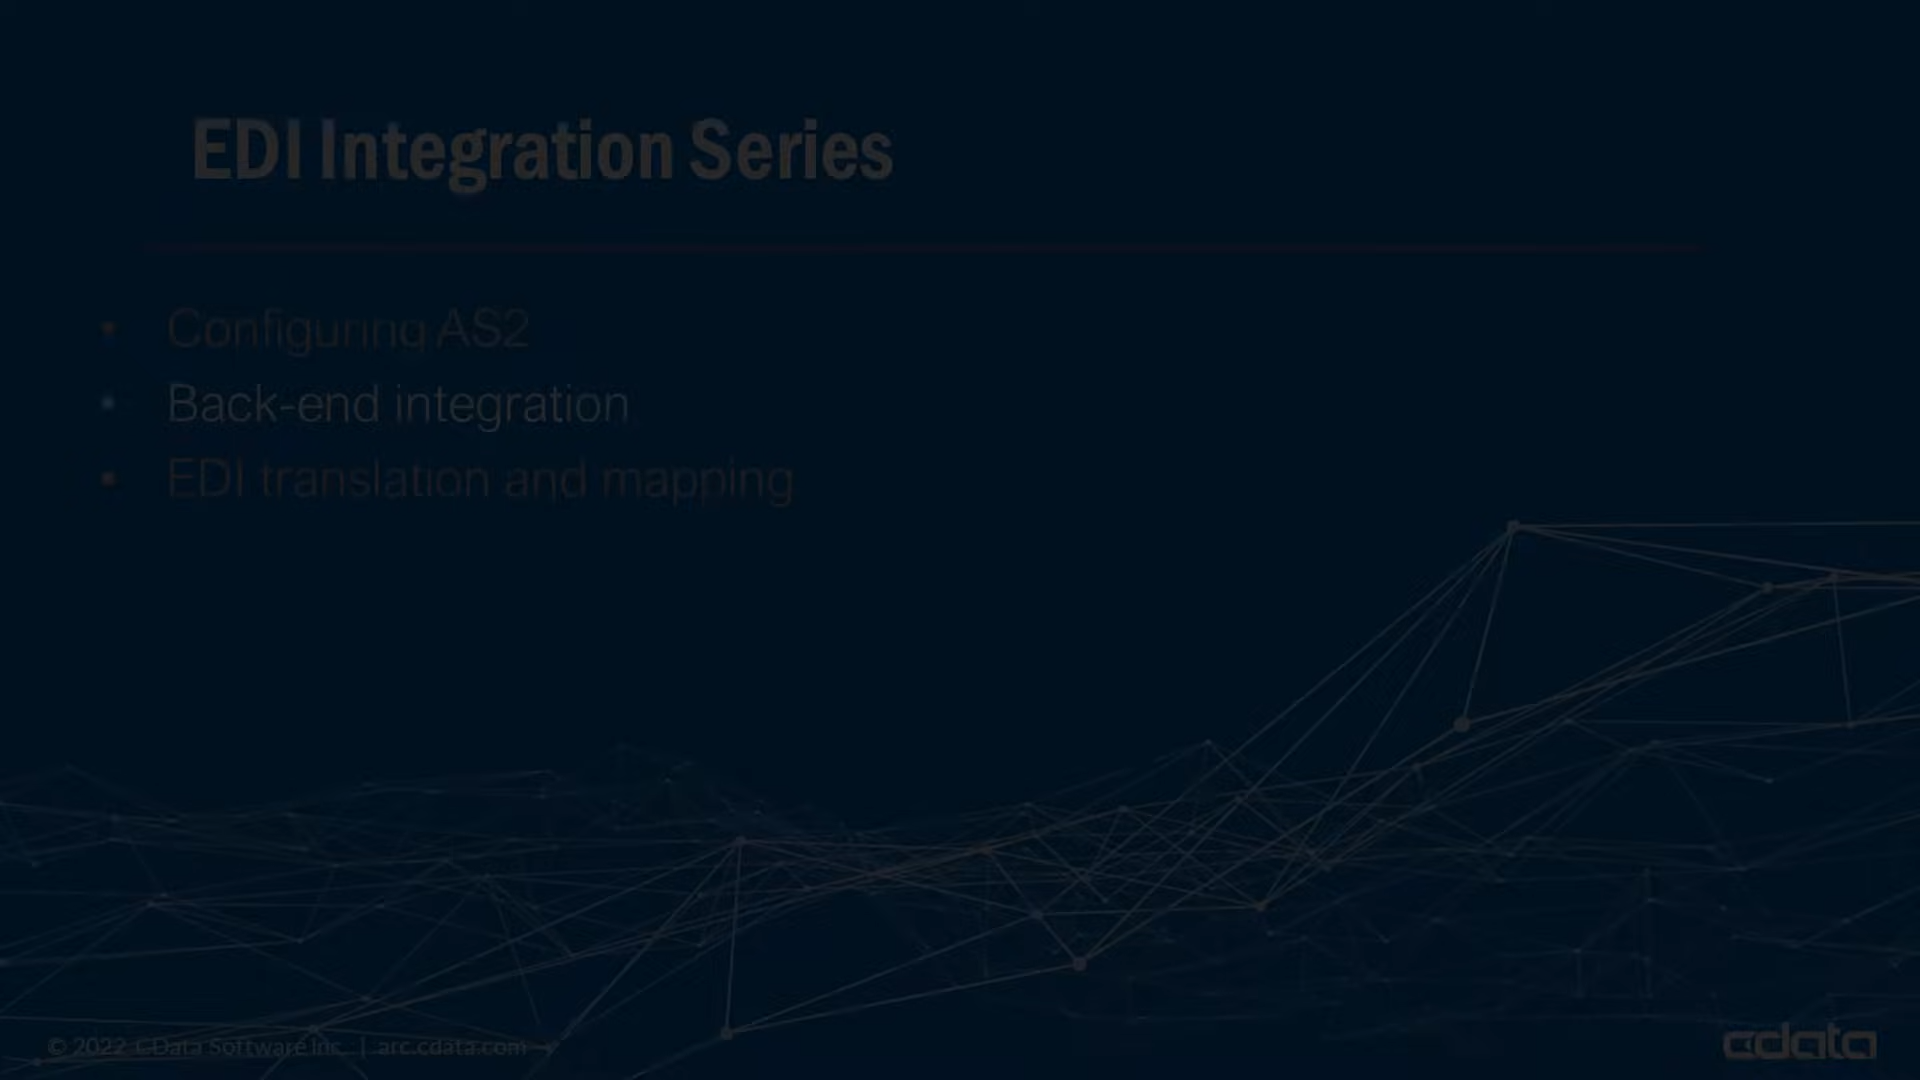 EDI Integration Series
• Configuring AS2
• Back-end integration
• EDI translation and mapping
© 2022 CData Software Inc. | arc.cdata.com
cdata